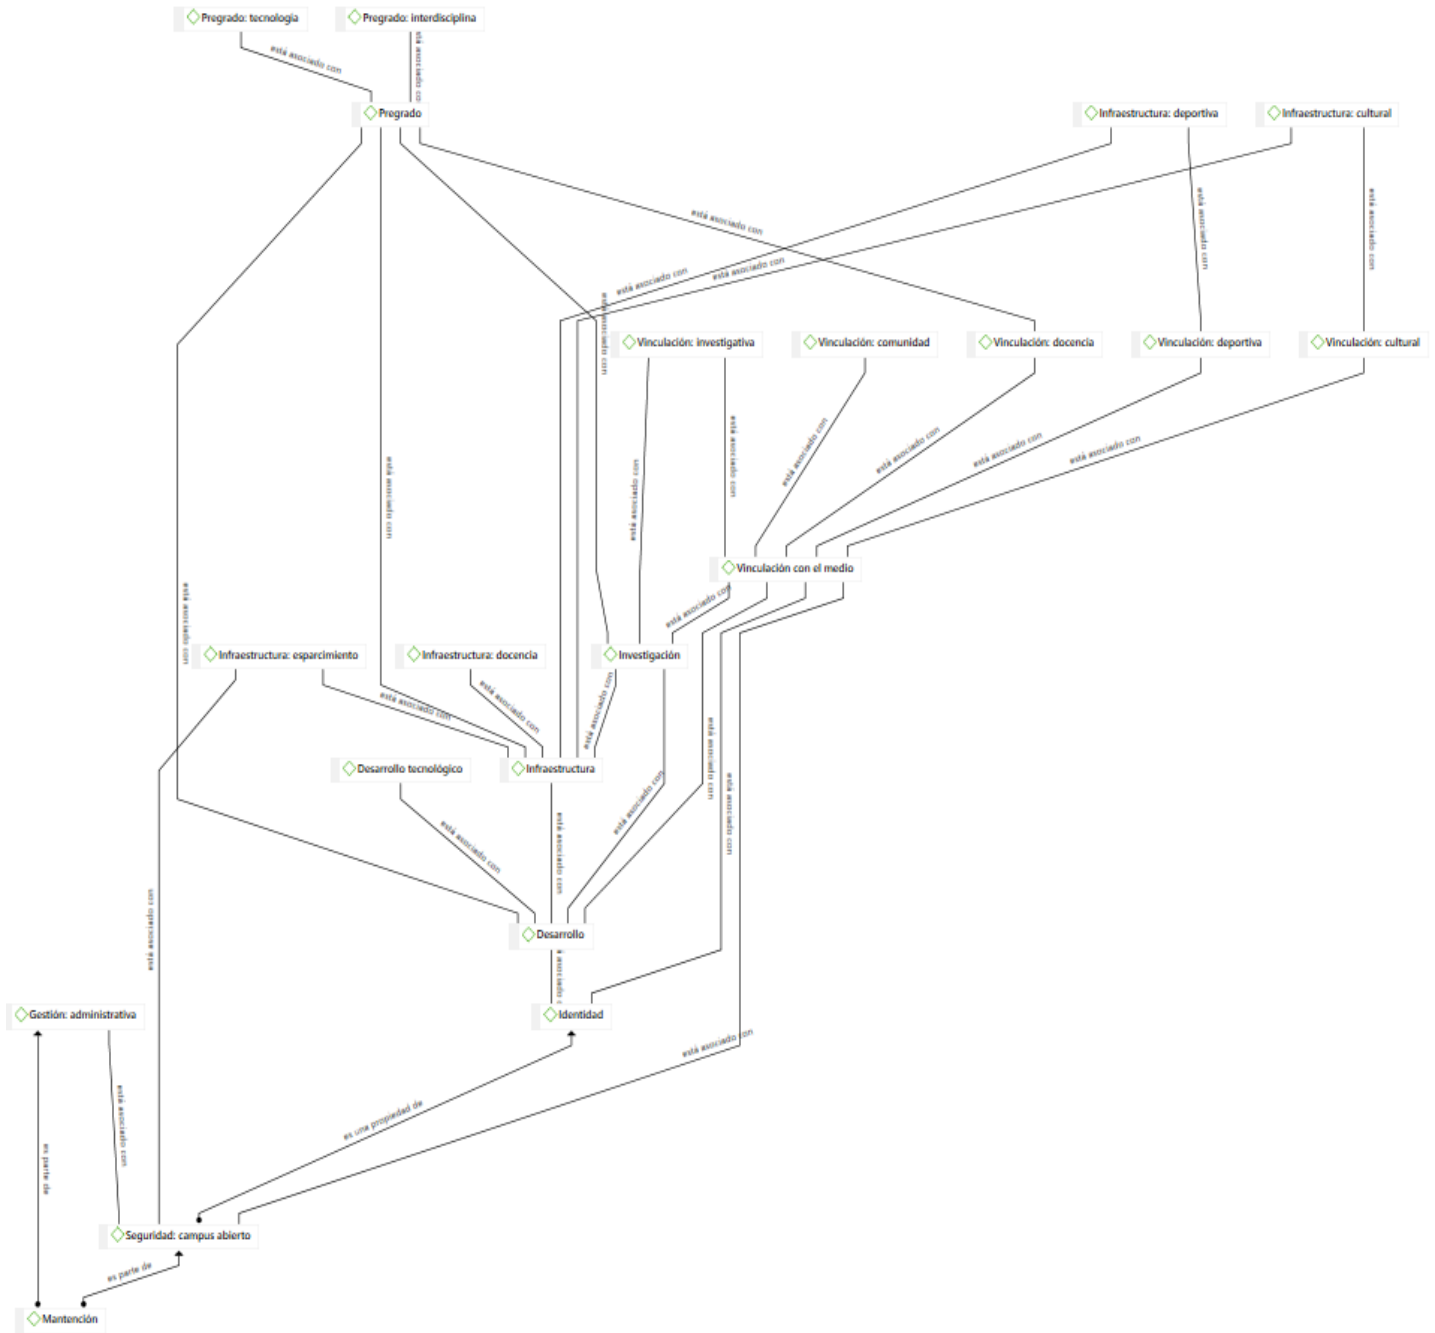 Pregrado: tecnología
Pregrado: interdisciplina
está asociado con
está asociado co
Pregrado
Infraestructura: deportiva
Infraestructura: cultural
está asociado con
está asociado con
está asociado con
está asociado con
está asociado con
está asociado con
Vinculación: investigativa
Vinculación: comunidad
Vinculación: docencia
Vinculación: deportiva
Vinculación: cultural
está asociado con
está asociado con
está asociado con
está asociado con
está asociado con
está asociado con
está asociado con
Vinculación con el medio
está asociado con
está asociado con
Infraestructura: esparcimiento
Infraestructura: docencia
Investigación
está asociado con
está asociado con
está asociado con
está asociado con
está asociado con
Desarrollo tecnológico
Infraestructura
está asociado con
está asociado con
está asociado con
está asociado con
Desarrollo
asociado c
Gestión: administrativa
Identidad
está asociado con
es una propiedad de
está asociado con
es parte de
Seguridad: campus abierto
es parte de
Mantención